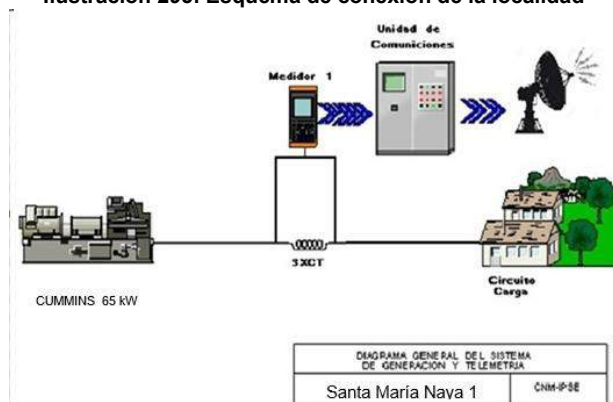 Ilustración 233. Esquema de conexión de la localidad
Unidad de
Comuniciones
Medidor 1
3XCT
CUMMINS 65 kW
Circuito
Carga
DIAGRAMA GENERAL DEL SISTEMA
DE GENERACION Y TELEMETRIA
Santa María Naya 1
CNM-IPSE